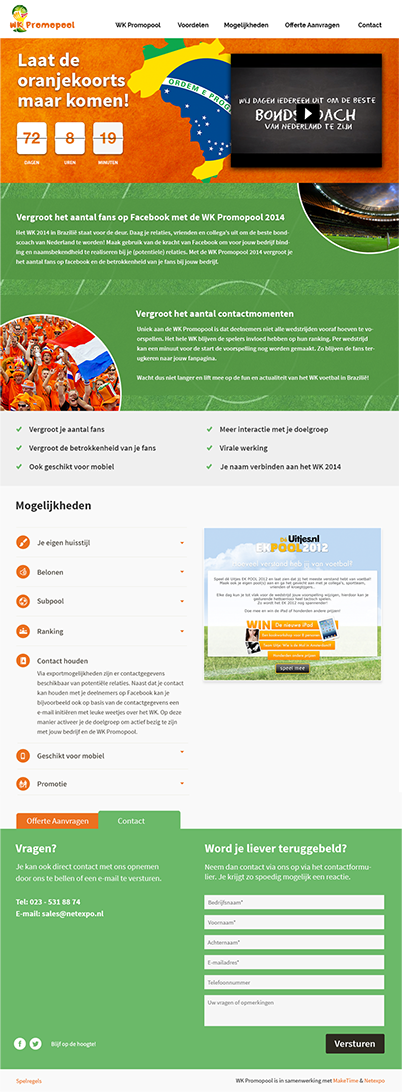 WK Promopool
WK Promopool
Voordelen
Mogelijkheden
Offerte Aanvragen
Contact
Laat de
oranjekoorts
maar komen!
72
8
19
DAGEN
UREN
MINUTEN
ORDEM E PROG
WIJ DAGEN IEDEREEN UIT OM DE BESTE
BONDSCOACH
VAN NEDERLAND TE ZIJN
Vergroot het aantal fans op Facebook met de WK Promopool 2014
Het WK 2014 in Brazilië staat voor de deur. Daag je relaties, vrienden en collega's uit om de beste bond-
scoach van Nederland te worden! Maak gebruik van de kracht van Facebook om voor jouw bedrijf bind-
ing en naamsbekendheid te realiseren bij je (potentiële) relaties. Met de WK Promopool 2014 vergroot je
het aantal fans op facebook en de betrokkenheid van je fans bij jouw bedrijf.
Vergroot het aantal contactmomenten
Uniek aan de WK Promopool is dat deelnemers niet alle wedstrijden vooraf hoeven te vo-
orspellen. Het hele WK blijven de spelers invloed hebben op hun ranking. Per wedstrijd
kan een minuut voor de start de voorspelling nog worden gemaakt. Zo blijven de fans ter-
ugkeren naar jouw fanpagina.
Wacht dus niet langer en lift mee op de fun en actualiteit van het WK voetbal in Brazilië!!
Vergroot je aantal fans
Meer interactie met je doelgroep
Vergroot de betrokkenheid van je fans
Virale werking
Ook geschikt voor mobiel
Je naam verbinden aan het WK 2014
Mogelijkheden
Je eigen huisstijl
Belonen
Subpool
Ranking
Contact houden
Via exportmogelijkheden zijn er contactgegevens
beschikbaar van potentiële relaties. Naast dat je contact
kan houden met je deelnemers op Facebook kan je
bijvoorbeeld ook op basis van de contactgegevens een
e-mail initiëren met leuke weetjes over het WK. Op deze
manier activeer je de doelgroep om actief bezig te zijn
met jouw bedrijf en de WK Promopool.
Geschikt voor mobiel
Promotie
Uitjes.nl
EKPOOL2012
Hoeveel verstand heb jij van voetbal?
WIN De nieuwe iPad
speel mee
Offerte Aanvragen
Contact
Vragen?
Je kan ook direct contact met ons opnemen
door ons te bellen of een e-mail te versturen.
Tel: 023 - 531 88 74
E-mail: sales@netexpo.nl
Word je liever teruggebeld?
Neem dan contact via ons op via het contactformu-
lier. Je krijgt zo spoedig mogelijk een reactie.
Bedrijfsnaam*
Voornaam*
Achternaam*
E-mailadres*
Telefoonnummer
Uw vragen of opmerkingen
Versturen
Blijf op de hoogte!
Spelregels
WK Promopool is in samenwerking met MakeTime & Netexpo